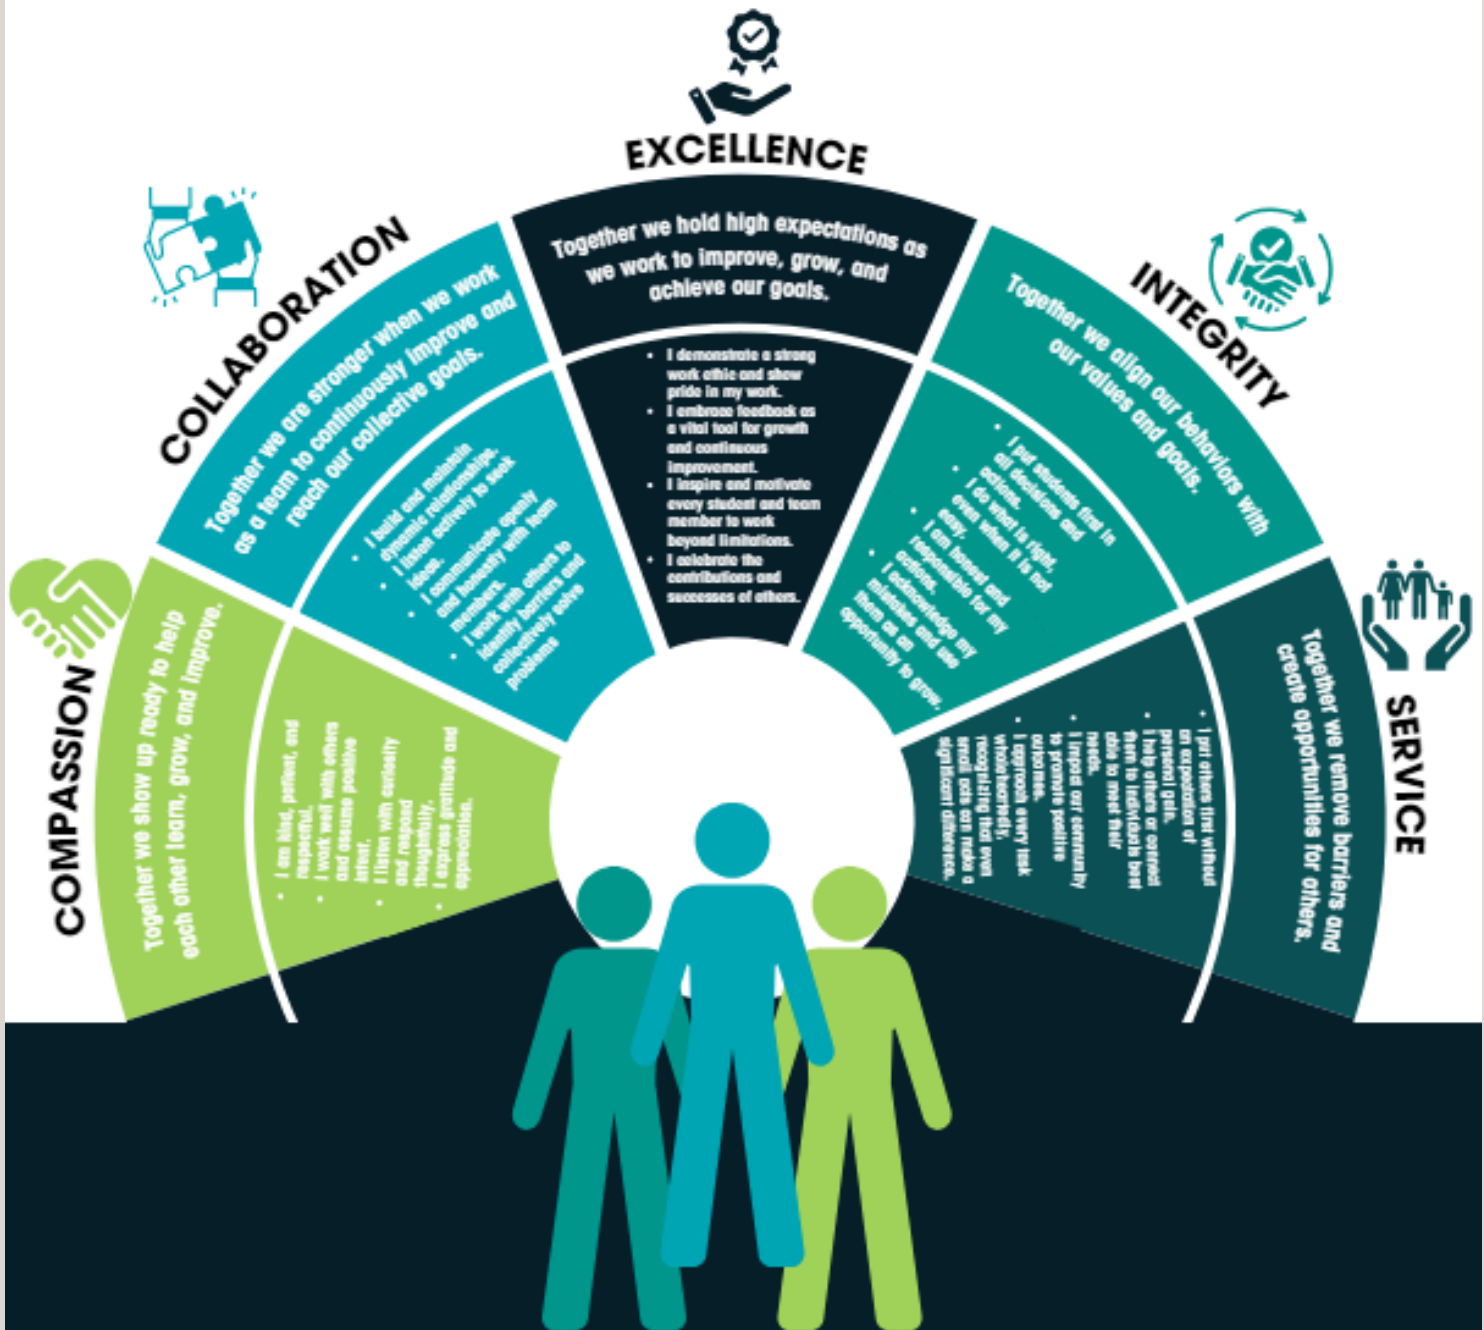 EXCELLENCE
Together we hold high expectations as
we work to improve, grow, and
achieve our goals.
• I demonstrate a strong
work ethic and show
pride in my work.
• I embrace feedback as
a vital tool for growth
and continuous
improvement.
• I inspire and motivate
every student and team
member to work
beyond limitations.
• I celebrate the
contributions and
successes of others.
COLLABORATION
Together we are stronger when we work
as a team to continuously improve and
reach our collective goals.
• I build and maintain
dynamic relationships.
• I listen actively to seek
ideas.
• I communicate openly
and honestly with team
members.
• I work with others to
identify barriers and
collectively solve
problems
INTEGRITY
Together we align our behaviors with
our values and goals.
• I put students first in
all decisions and
actions.
• I do what is right,
even when it is not
easy.
• I am honest and
responsible for my
actions.
• I acknowledge my
mistakes and use
them as an
opportunity to grow.
COMPASSION
Together we show up ready to help
each other learn, grow, and improve.
• I am kind, patient, and
respectful.
• I work well with others
and assume positive
intent.
• I listen with curiosity
and respond
thoughtfully.
• I express gratitude and
appreciation.
SERVICE
Together we remove barriers and
create opportunities for others.
• I put others first without
an expectation of
personal gain.
• I help others or connect
them to individuals best
able to meet their
needs.
• I impact our community
to promote positive
outcomes.
• I approach every task
wholeheartedly,
recognizing that even
small acts can make a
significant difference.